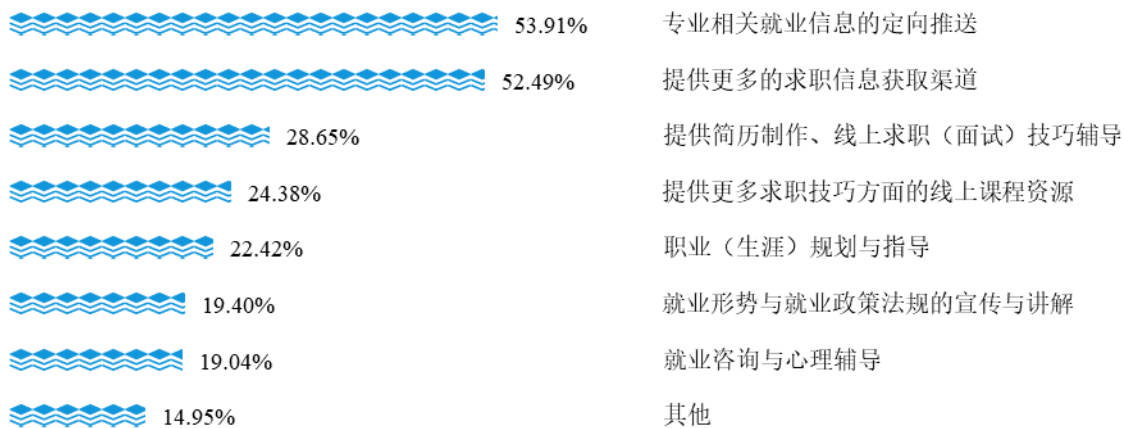 53.91% 专业相关就业信息的定向推送
52.49% 提供更多的求职信息获取渠道
28.65% 提供简历制作、线上求职（面试）技巧辅导
24.38% 提供更多求职技巧方面的线上课程资源
22.42% 职业（生涯）规划与指导
19.40% 就业形势与就业政策法规的宣传与讲解
19.04% 就业咨询与心理辅导
14.95% 其他